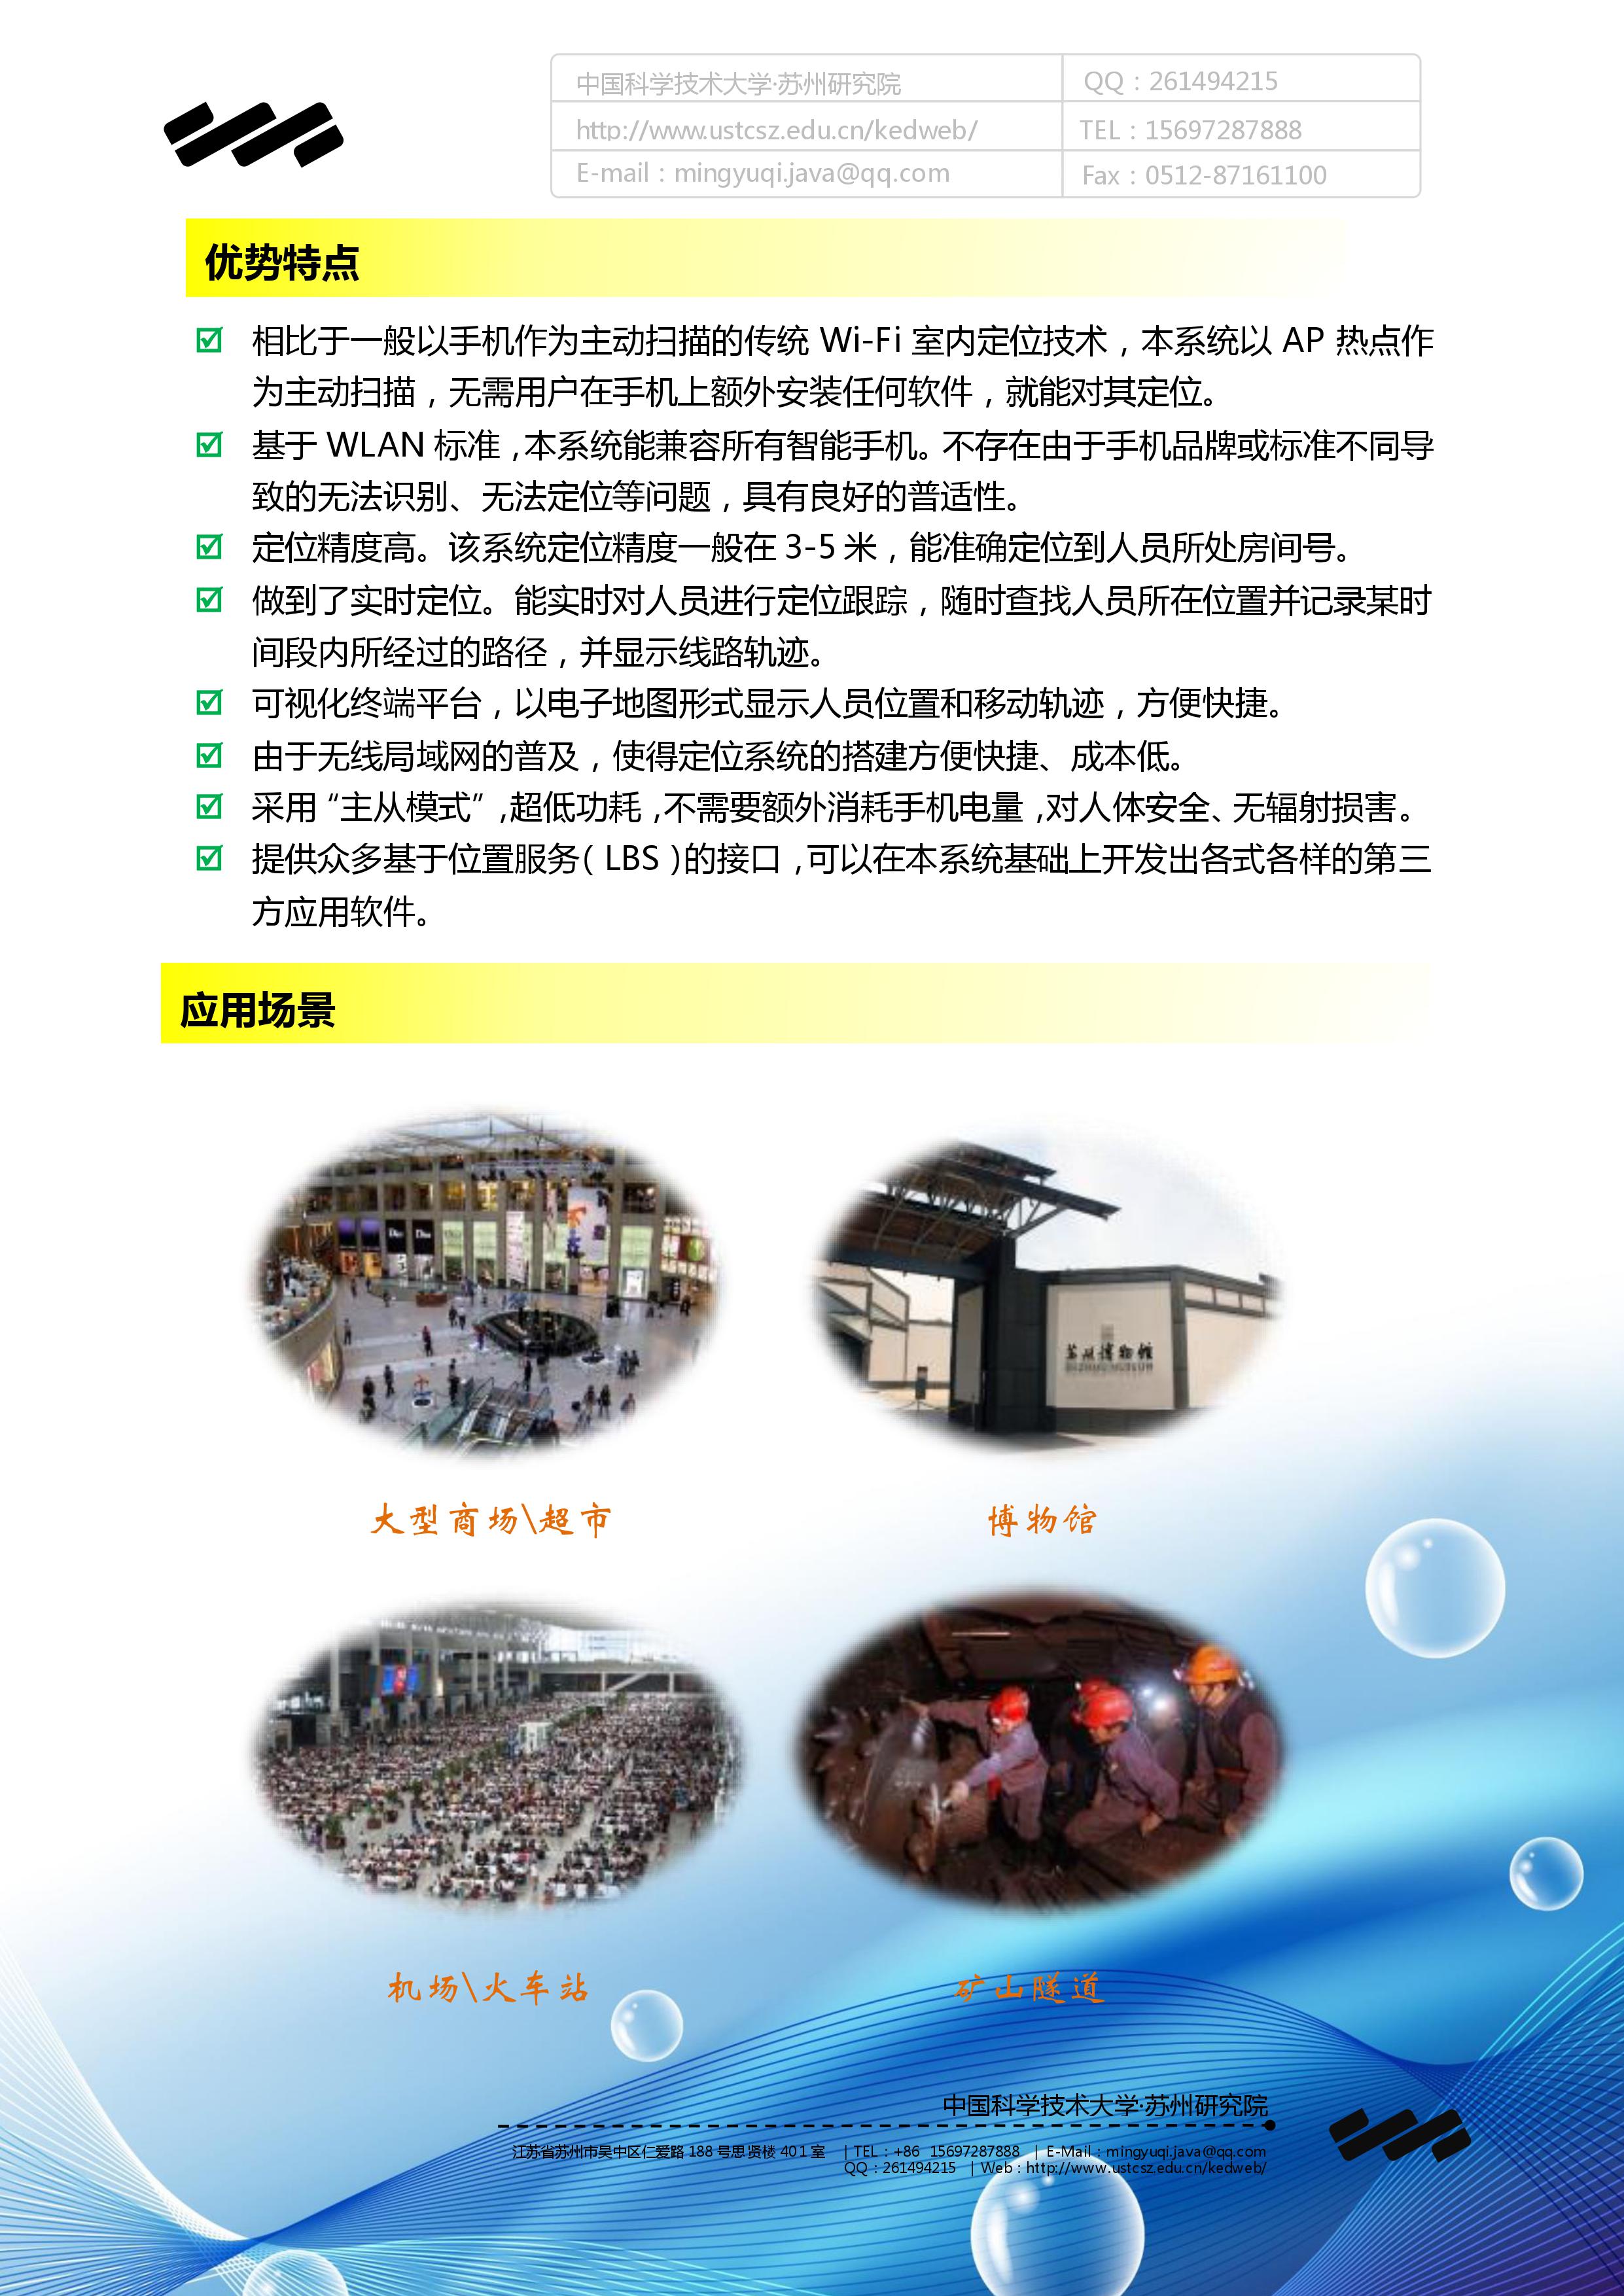 中国科学技术大学·苏州研究院
QQ：261494215
http://www.ustcsz.edu.cn/kedweb/
TEL：15697287888
E-mail：mingyuqi.java@qq.com
Fax：0512-87161100
优势特点
相比于一般以手机作为主动扫描的传统 Wi-Fi 室内定位技术，本系统以 AP 热点作
为主动扫描，无需用户在手机上额外安装任何软件，就能对其定位。
基于 WLAN 标准，本系统能兼容所有智能手机。不存在由于手机品牌或标准不同导
致的无法识别、无法定位等问题，具有良好的普适性。
定位精度高。该系统定位精度一般在 3-5 米，能准确定位到人员所处房间号。
做到了实时定位。能实时对人员进行定位跟踪，随时查找人员所在位置并记录某时
间段内所经过的路径，并显示线路轨迹。
可视化终端平台，以电子地图形式显示人员位置和移动轨迹，方便快捷。
由于无线局域网的普及，使得定位系统的搭建方便快捷、成本低。
采用“主从模式”，超低功耗，不需要额外消耗手机电量，对人体安全、无辐射损害。
提供众多基于位置服务（LBS）的接口，可以在本系统基础上开发出各式各样的第三
方应用软件。
应用场景
Dior Dior
苏州博物馆
SUZHOU MUSEUM
大型商场\超市
博物馆
机场\火车站
矿山隧道
中国科学技术大学·苏州研究院
江苏省苏州市吴中区仁爱路 188 号思贤楼 401 室 | TEL：+86 15697287888 | E-Mail：mingyuqi.java@qq.com
QQ：261494215 | Web：http://www.ustcsz.edu.cn/kedweb/